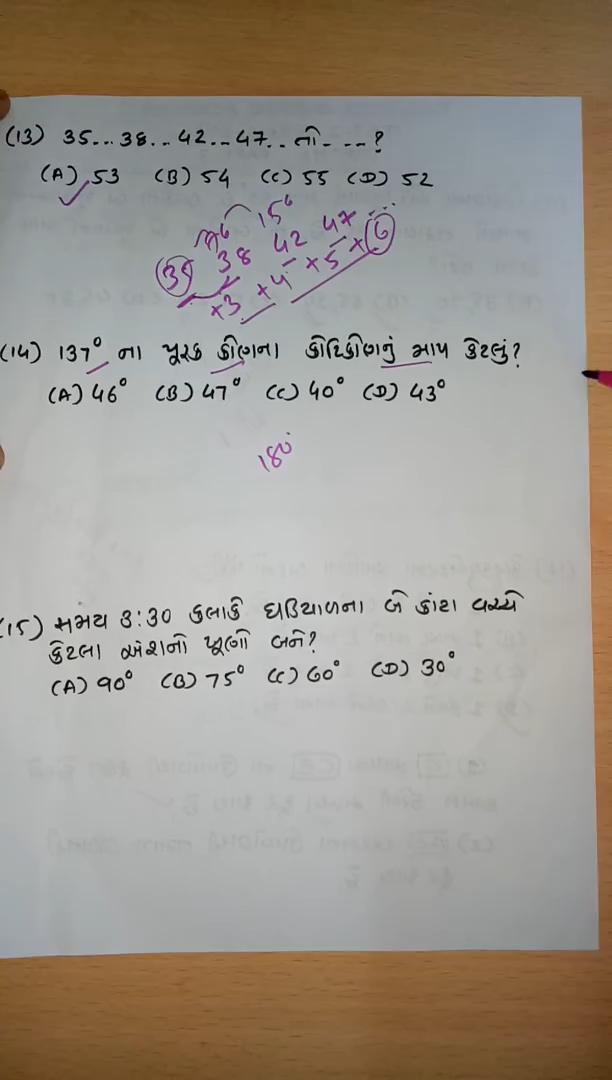 (13) 35...38..42..47..તો---?
(A) 53 (B) 54 (C) 55 (D) 52
35 38 42 47 ...
+3 +4 +5 + 6
(14) 137° ના પૂરક કોણના કોટિકોણનું માપ કેટલું?
(A) 46° (B) 47° (C) 40° (D) 43°
180°
(15) સમય 3:30 કલાકે ઘડિયાળના બે કાંટા વચ્ચે
કેટલા અંશનો ખૂણો બને?
(A) 90° (B) 75° (C) 60° (D) 30°